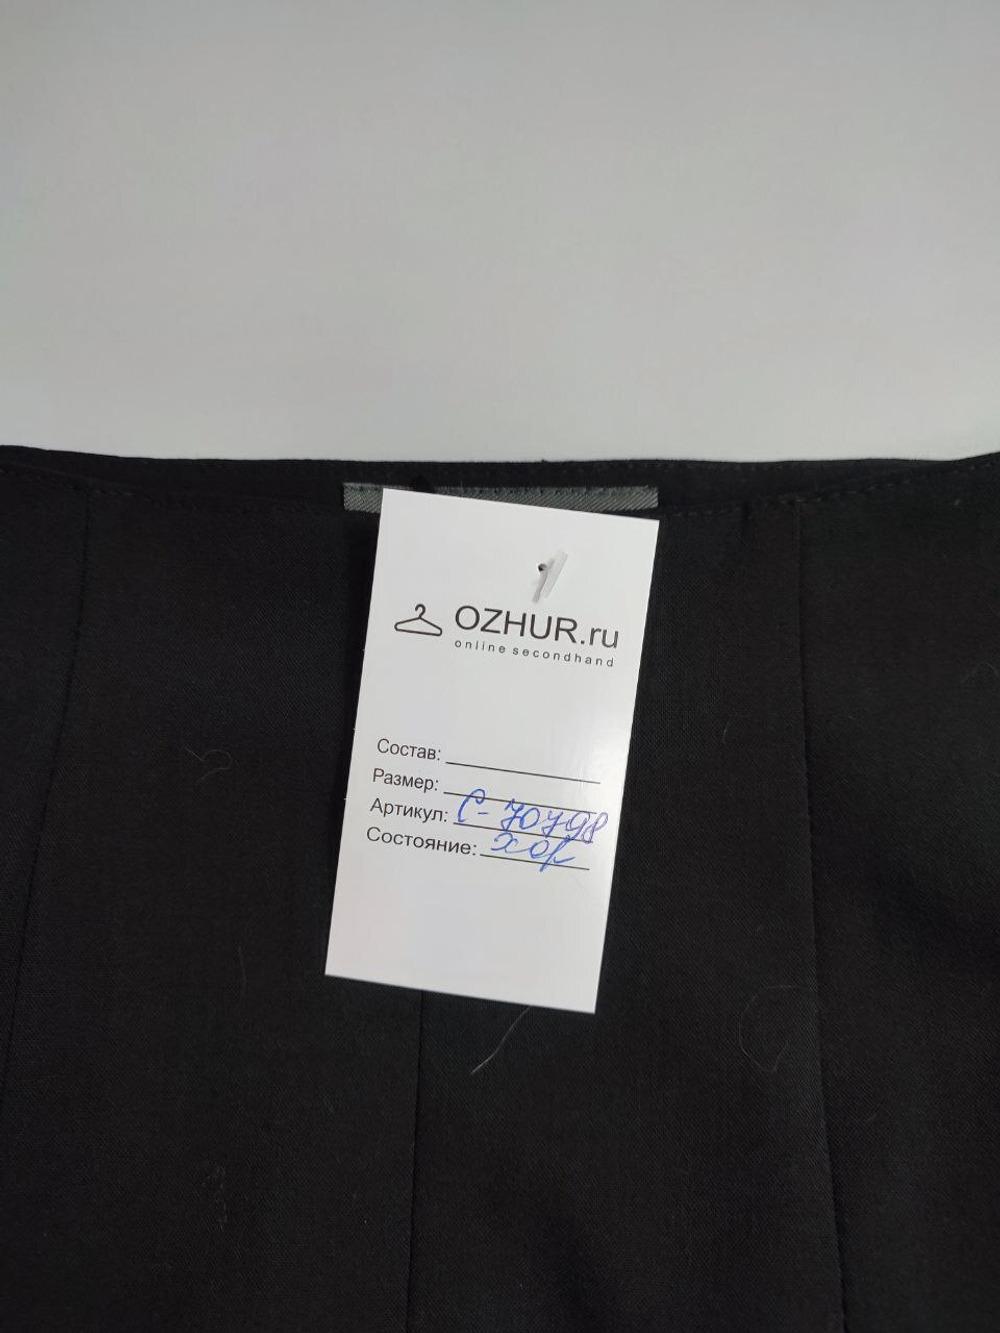 OZHUR.ru
online secondhand
Состав:
Размер:
Артикул: С-70798
Состояние: хор